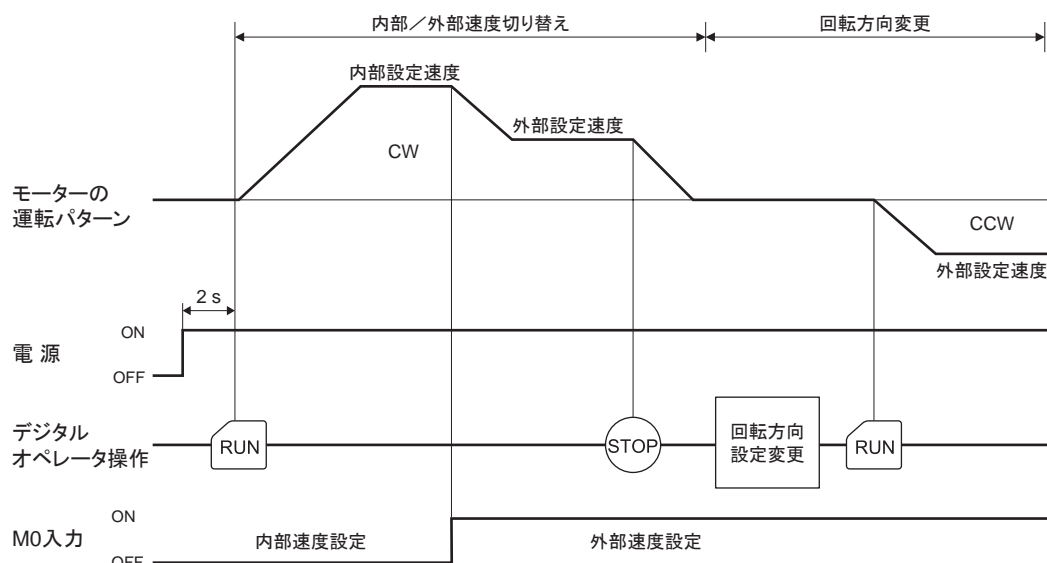 内部／外部速度切り替え
回転方向変更
内部設定速度
外部設定速度
CW
モーターの
運転パターン
CCW
外部設定速度
2 s
ON
電 源
OFF
デジタル
オペレータ操作
RUN
STOP
回転方向
設定変更
RUN
ON
M0入力
内部速度設定
外部速度設定
OFF